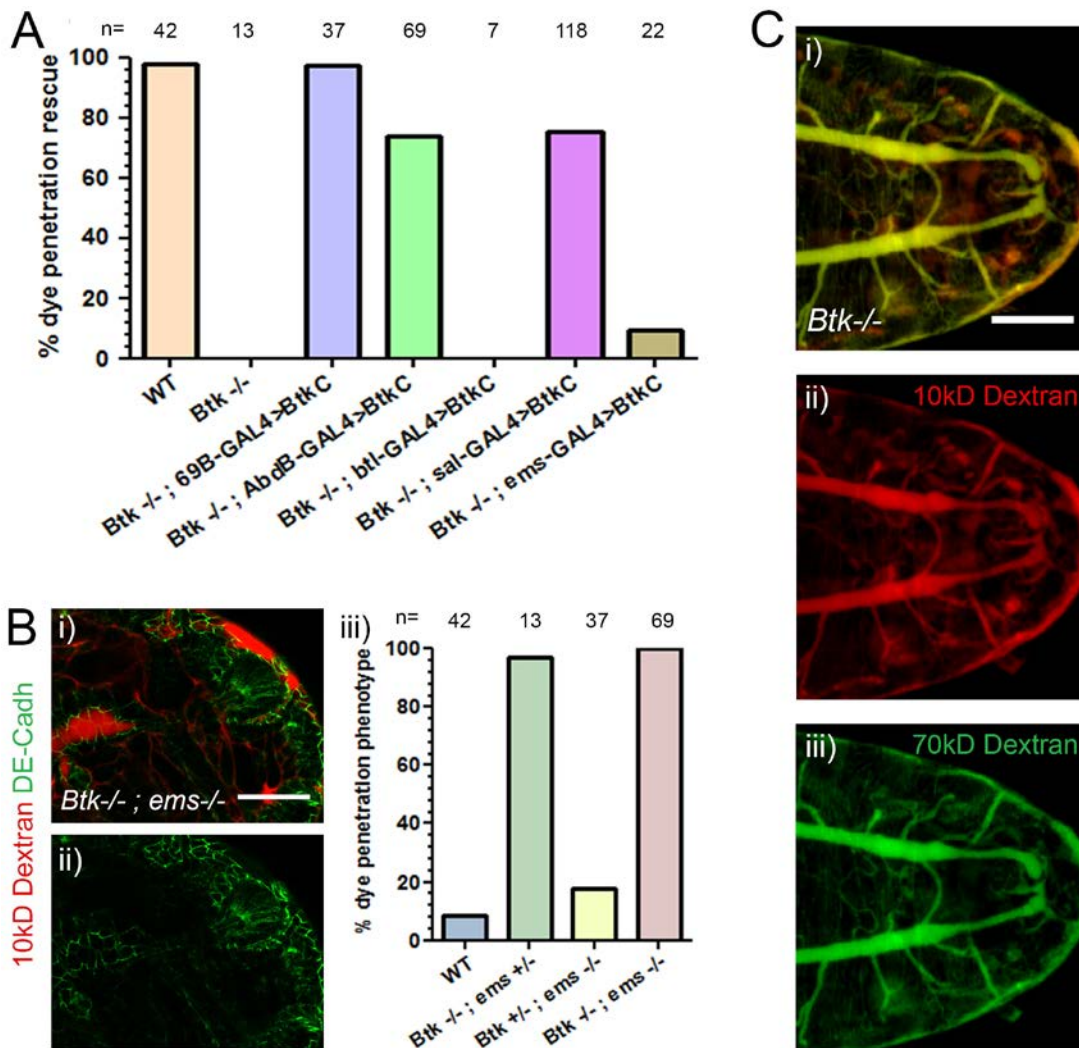 A
n= 42 13 37 69 7 118 22
% dye penetration rescue
100
80
60
40
20
0
WT
Btk -/-
Btk -/- ; 69B-GAL4>BtkC
Btk -/- ; AbdB-GAL4>BtkC
Btk -/- ; btl-GAL4>BtkC
Btk -/- ; sal-GAL4>BtkC
Btk -/- ; ems-GAL4>BtkC
B
10kD Dextran DE-Cadh
i)
Btk-/- ; ems-/-
ii)
iii)
n= 42 13 37 69
% dye penetration phenotype
100
80
60
40
20
0
WT
Btk -/- ; ems +/-
Btk +/- ; ems -/-
Btk -/- ; ems -/-
C
i)
Btk-/-
ii)
10kD Dextran
iii)
70kD Dextran